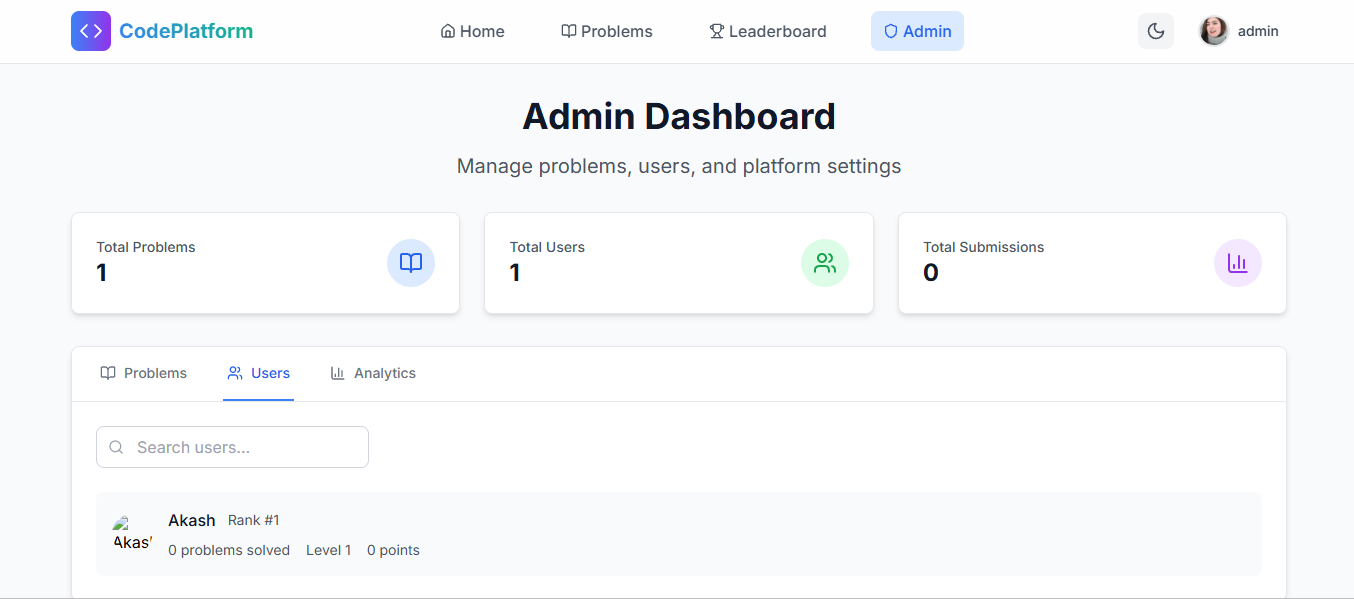 CodePlatform
Home
Problems
Leaderboard
Admin
admin
Admin Dashboard
Manage problems, users, and platform settings
Total Problems
1
Total Users
1
Total Submissions
0
Problems
Users
Analytics
Search users...
Akash Rank #1
Akas
0 problems solved Level 1 0 points